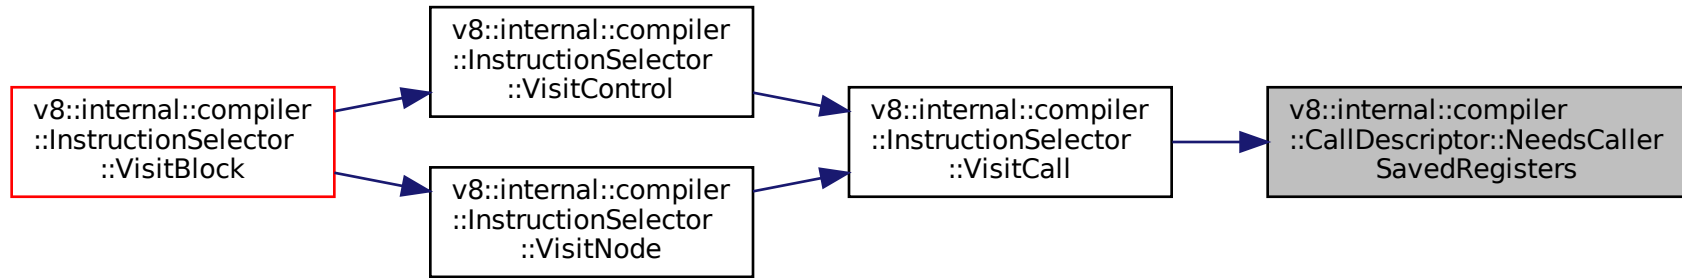 v8::internal::compiler
::InstructionSelector
::VisitBlock
v8::internal::compiler
::InstructionSelector
::VisitControl
v8::internal::compiler
::InstructionSelector
::VisitNode
v8::internal::compiler
::InstructionSelector
::VisitCall
v8::internal::compiler
::CallDescriptor::NeedsCaller
SavedRegisters